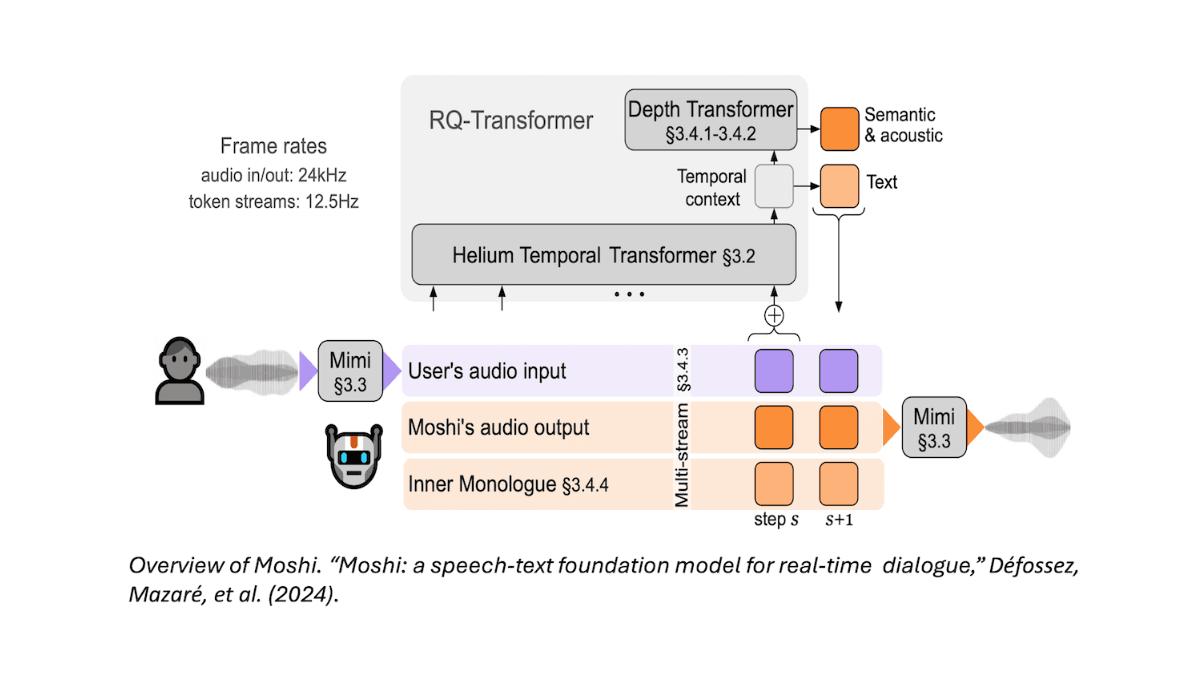 RQ-Transformer
Depth Transformer
§3.4.1-3.4.2
Semantic
& acoustic
Frame rates
audio in/out: 24kHz
token streams: 12.5Hz
Temporal
context
Text
Helium Temporal Transformer §3.2
...
+
Mimi
§3.3
User's audio input
Moshi's audio output
Inner Monologue §3.4.4
Multi-stream §3.4.3
Mimi
§3.3
step s
s+1
Overview of Moshi. “Moshi: a speech-text foundation model for real-time dialogue,” Défossez,
Mazaré, et al. (2024).